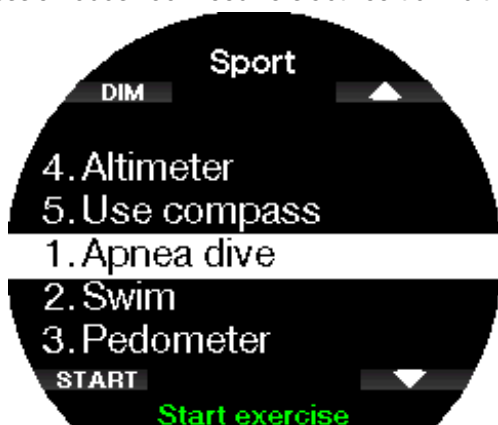 Sport
DIM
4. Altimeter
5. Use compass
1. Apnea dive
2. Swim
3. Pedometer
START
Start exercise